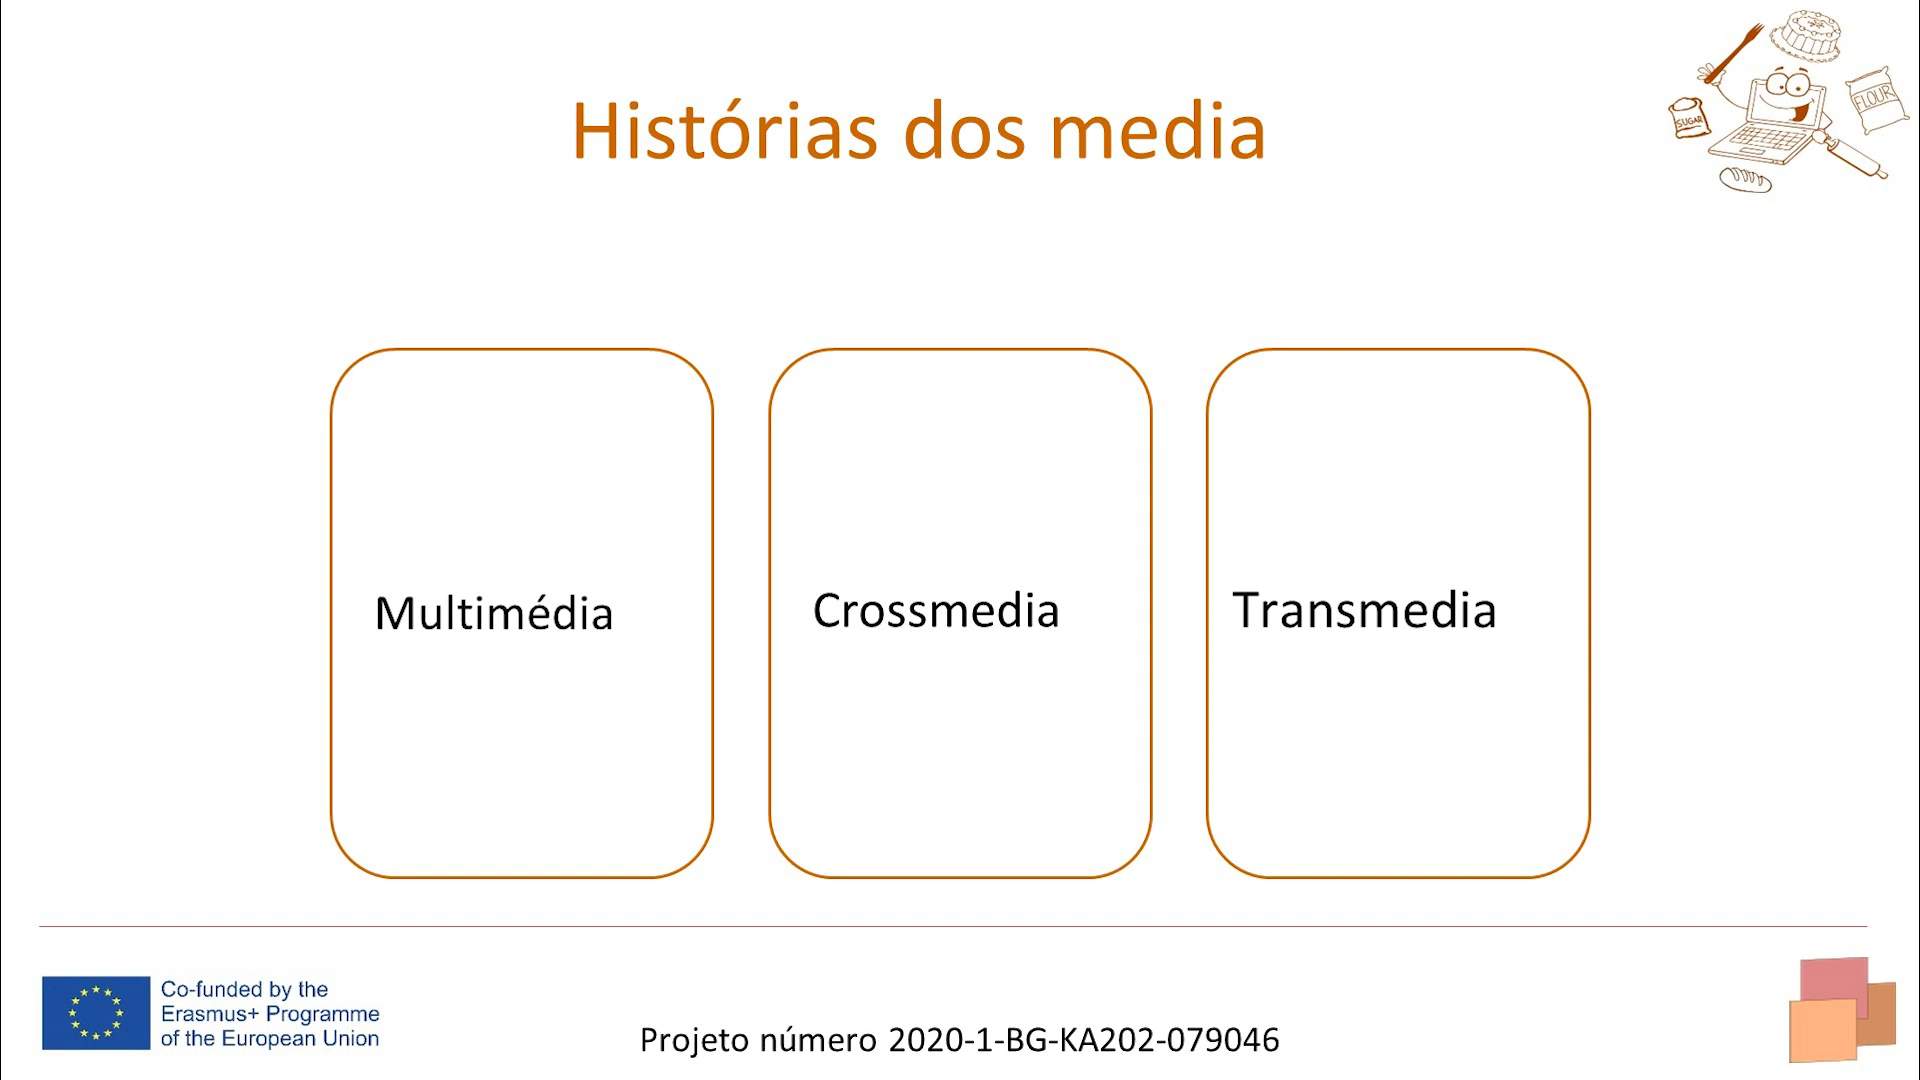 Histórias dos media
SUGAR
FLOUR
Multimédia
Crossmedia
Transmedia
Co-funded by the
Erasmus+ Programme
of the European Union
Projeto número 2020-1-BG-KA202-079046